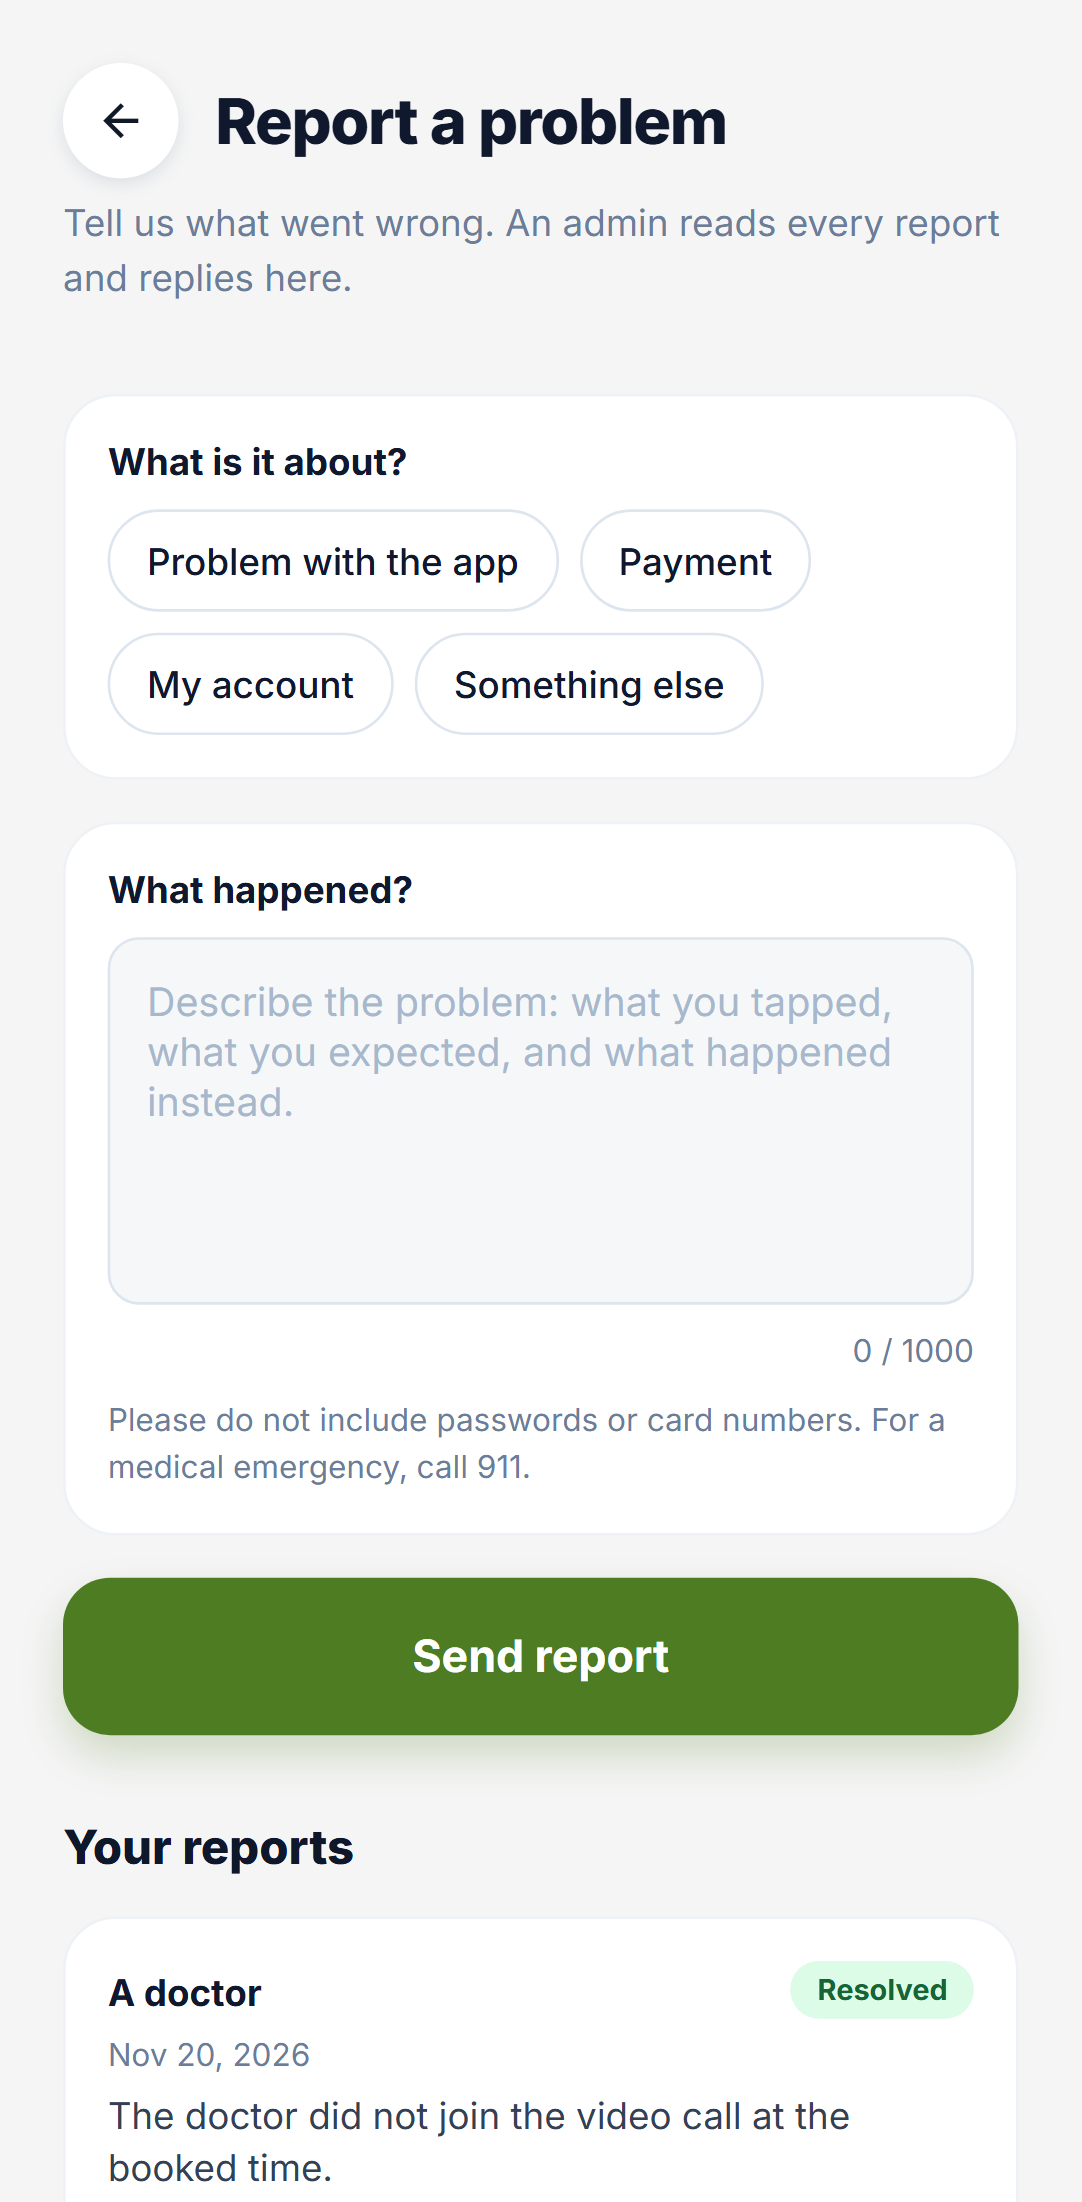 Report a problem
Tell us what went wrong. An admin reads every report
and replies here.
What is it about?
Problem with the app
Payment
My account
Something else
What happened?
Describe the problem: what you tapped,
what you expected, and what happened
instead.
0 / 1000
Please do not include passwords or card numbers. For a
medical emergency, call 911.
Send report
Your reports
A doctor
Resolved
Nov 20, 2026
The doctor did not join the video call at the
booked time.